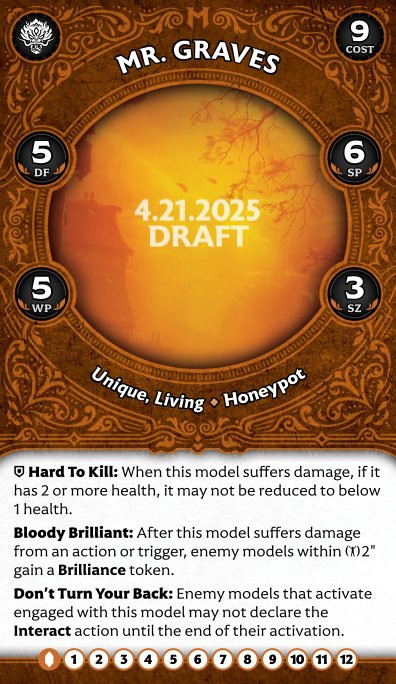 M
9
COST
MR. GRAVES
5
DF
6
SP
4.21.2025
DRAFT
5
WP
3
SZ
Unique, Living ◆ Honeypot
Hard To Kill: When this model suffers damage, if it
has 2 or more health, it may not be reduced to below
1 health.
Bloody Brilliant: After this model suffers damage
from an action or trigger, enemy models within 2"
gain a Brilliance token.
Don't Turn Your Back: Enemy models that activate
engaged with this model may not declare the
Interact action until the end of their activation.
1 2 3 4 5 6 7 8 9 10 11 12